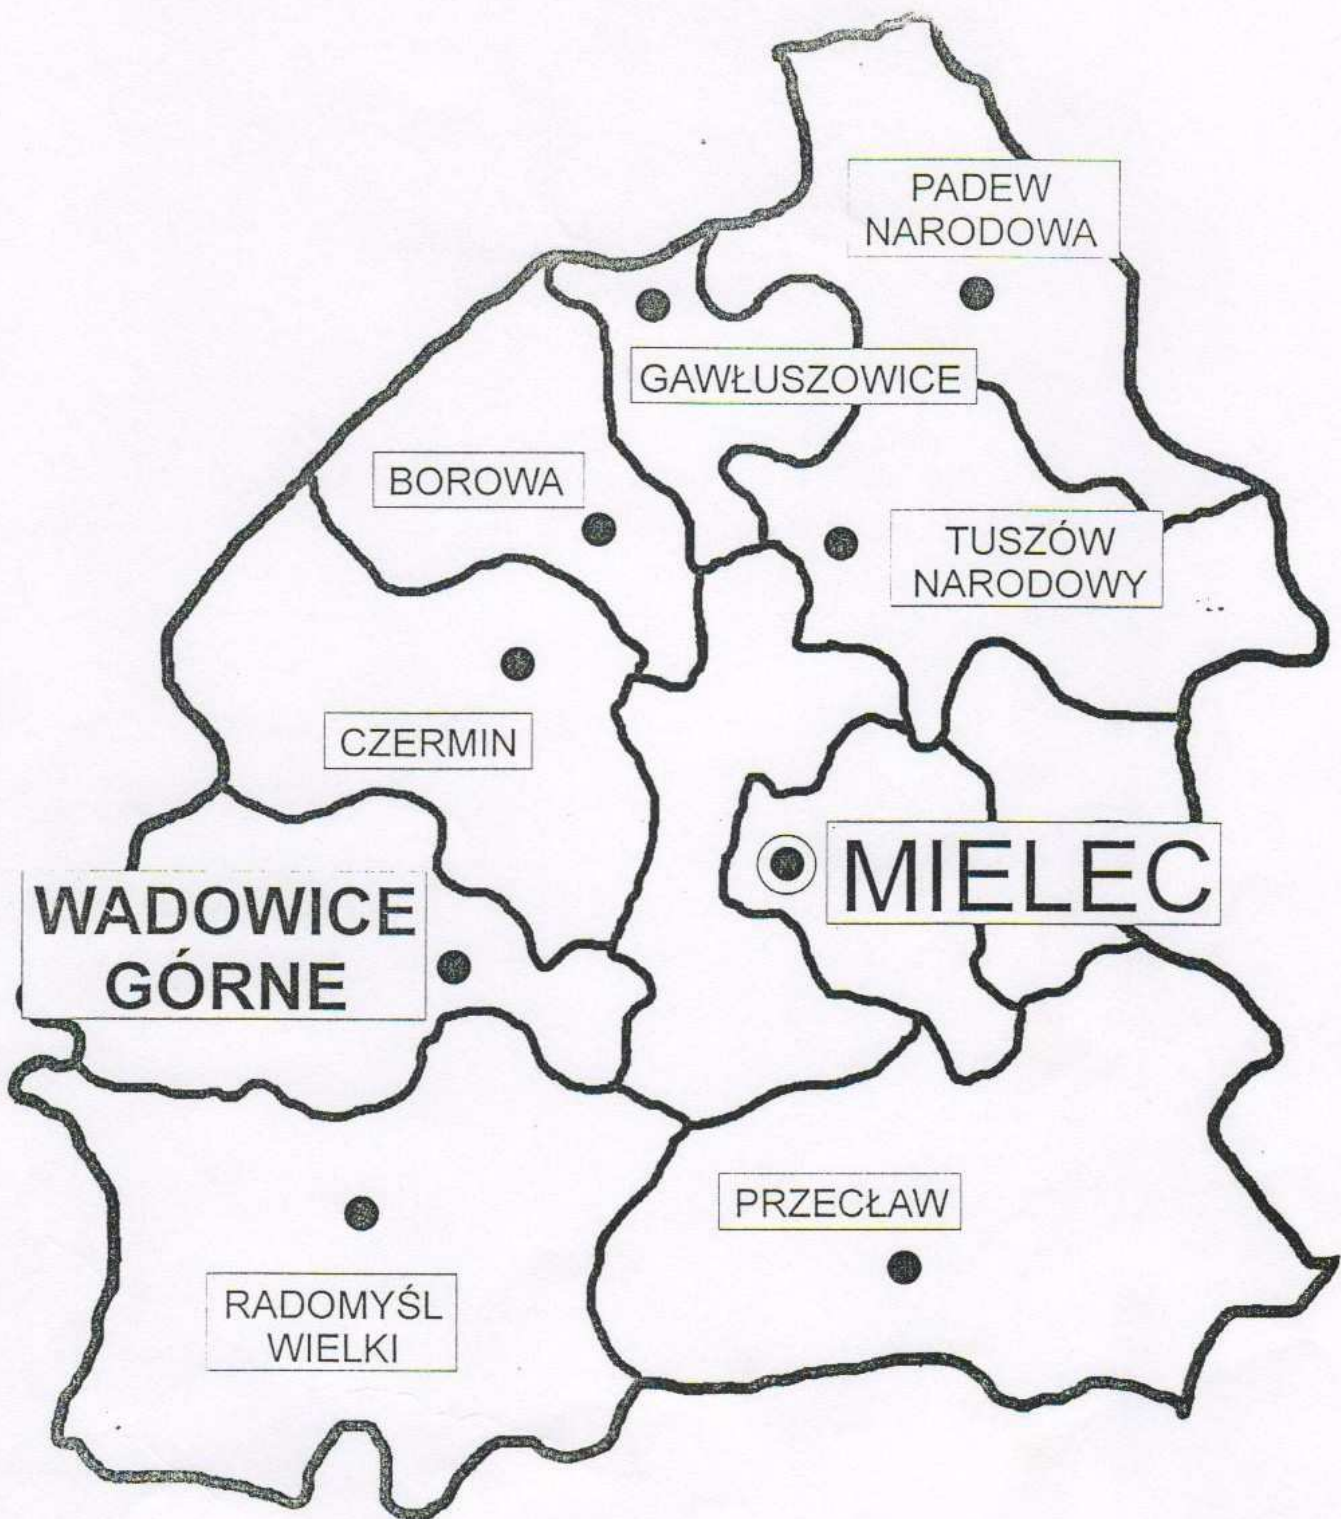 PADEW
NARODOWA
GAWŁUSZOWICE
BOROWA
TUSZÓW
NARODOWY
CZERMIN
MIELEC
WADOWICE
GÓRNE
PRZECŁAW
RADOMYŚL
WIELKI